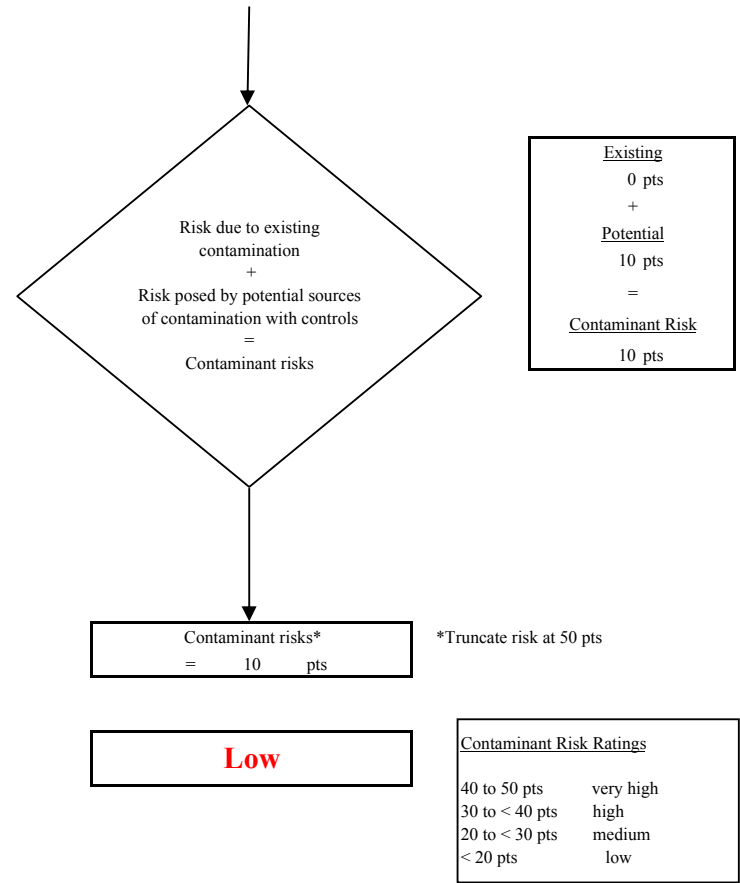 Risk due to existing
contamination
+
Risk posed by potential sources
of contamination with controls
=
Contaminant risks
Existing
0 pts
+
Potential
10 pts
=
Contaminant Risk
10 pts
Contaminant risks*
= 10 pts
*Truncate risk at 50 pts
Low
Contaminant Risk Ratings
40 to 50 pts very high
30 to < 40 pts high
20 to < 30 pts medium
< 20 pts low